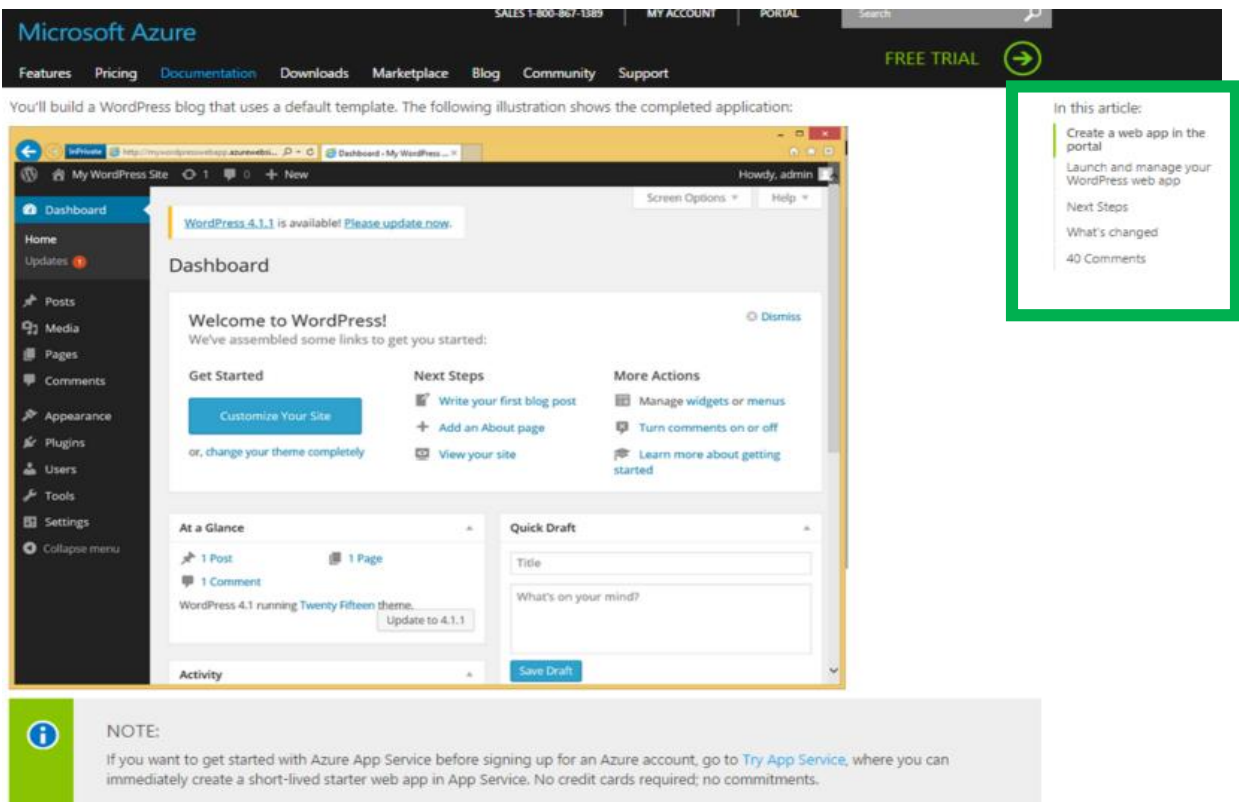 SALES 1-800-867-1389 MY ACCOUNT PORTAL Search
Microsoft Azure
FREE TRIAL
Features Pricing Documentation Downloads Marketplace Blog Community Support
You'll build a WordPress blog that uses a default template. The following illustration shows the completed application:
In this article:
Create a web app in the
portal
Launch and manage your
WordPress web app
Next Steps
What's changed
40 Comments
InPrivate Dashboard - My WordPress ...
My WordPress Site 1 0 + New Howdy, admin
Screen Options Help
Dashboard
Home
Updates 1
Posts
Media
Pages
Comments
Appearance
Plugins
Users
Tools
Settings
Collapse menu
WordPress 4.1.1 is available! Please update now.
Dashboard
Welcome to WordPress!
Dismiss
We've assembled some links to get you started:
Get Started
Customize Your Site
or, change your theme completely
Next Steps
Write your first blog post
Add an About page
View your site
More Actions
Manage widgets or menus
Turn comments on or off
Learn more about getting
started
At a Glance
1 Post 1 Page
1 Comment
WordPress 4.1 running Twenty Fifteen theme.
Update to 4.1.1
Activity
Quick Draft
Title
What's on your mind?
Save Draft
NOTE:
If you want to get started with Azure App Service before signing up for an Azure account, go to Try App Service, where you can
immediately create a short-lived starter web app in App Service. No credit cards required; no commitments.